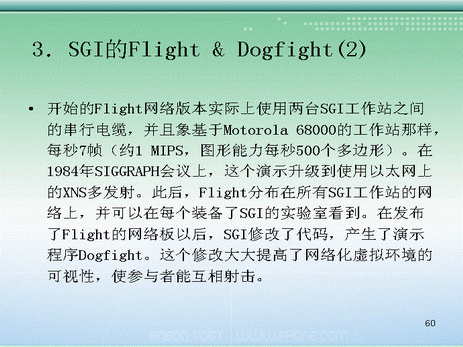 3. SGI的Flight & Dogfight(2)
• 开始的Flight网络版本实际上使用两台SGI工作站之间
的串行电缆，并且象基于Motorola 68000的工作站那样，
每秒7帧（约1 MIPS，图形能力每秒500个多边形）。在
1984年SIGGRAPH会议上，这个演示升级到使用以太网上
的XNS多发射。此后，Flight分布在所有SGI工作站的网
络上，并可以在每个装备了SGI的实验室看到。在发布
了Flight的网络板以后，SGI修改了代码，产生了演示
程序Dogfight。这个修改大大提高了网络化虚拟环境的
可视性，使参与者能互相射击。
60